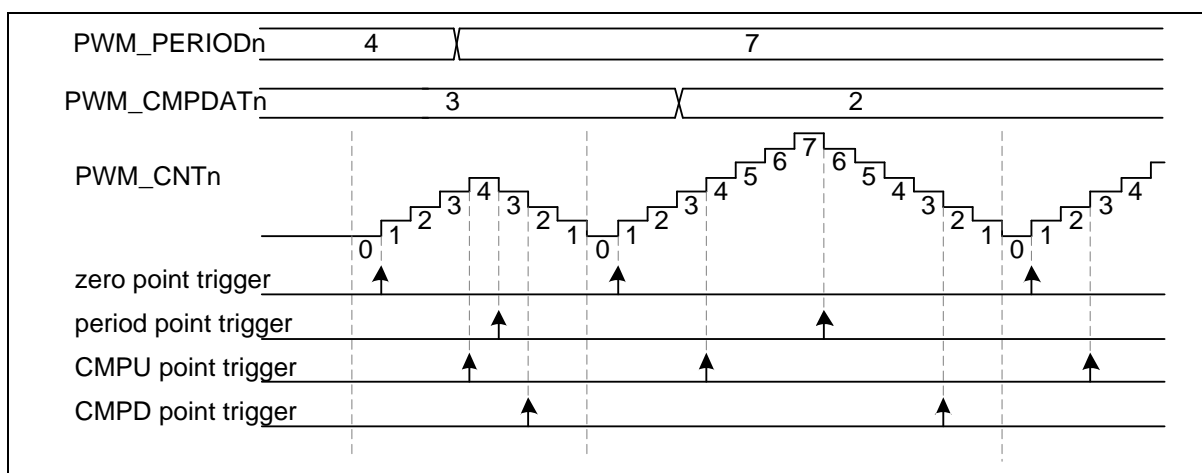 PWM_PERIODn 4 7
PWM_CMPDATn 3 2
PWM_CNTn
0 1 2 3 4 3 2 1 0 1 2 3 4 5 6 7 6 5 4 3 2 1 0 1 2 3 4
zero point trigger
period point trigger
CMPU point trigger
CMPD point trigger